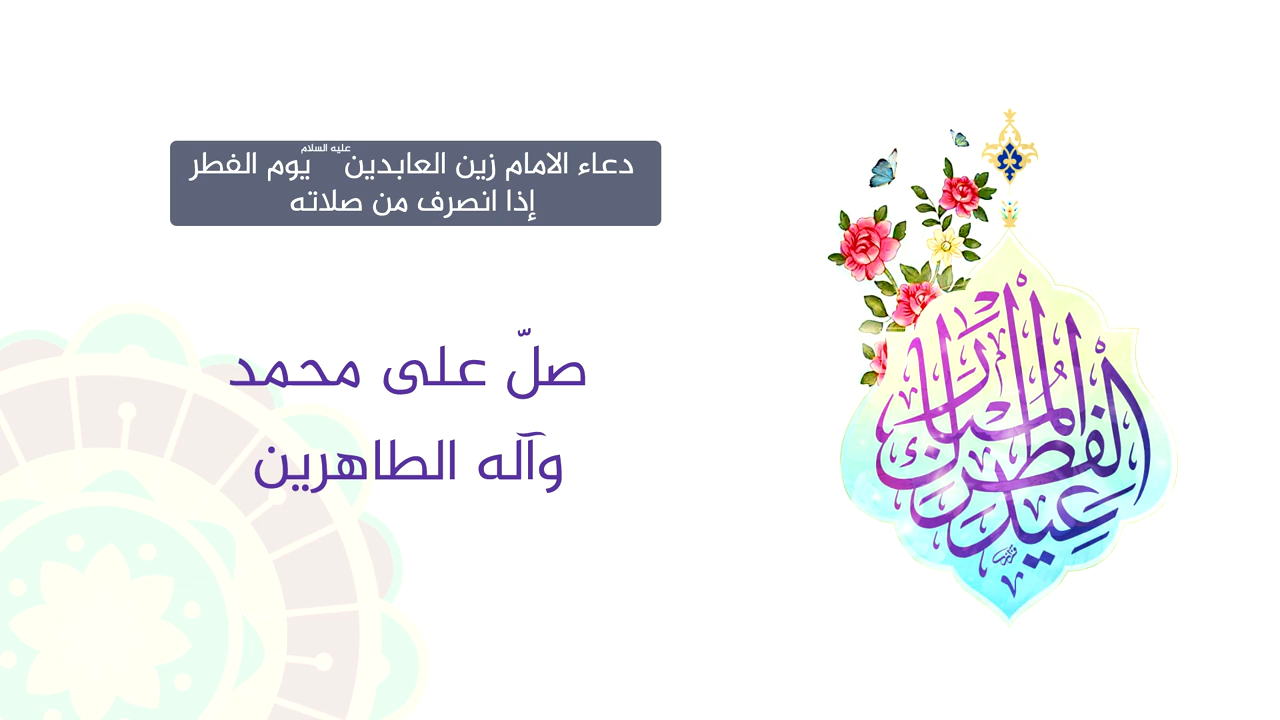 دعاء الامام زين العابدين عليه السلام يوم الفطر
إذا انصرف من صلاته
صلّ على محمد
وآله الطاهرين
عيد الفطر المبارك